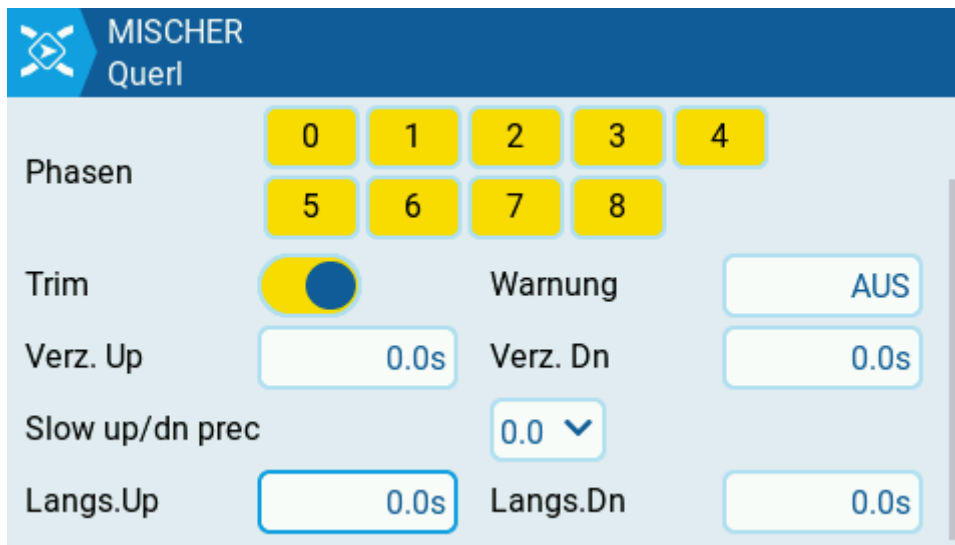 MISCHER
Querl
Phasen
0 1 2 3 4
5 6 7 8
Trim Warnung AUS
Verz. Up 0.0s Verz. Dn 0.0s
Slow up/dn prec 0.0
Langs.Up 0.0s Langs.Dn 0.0s